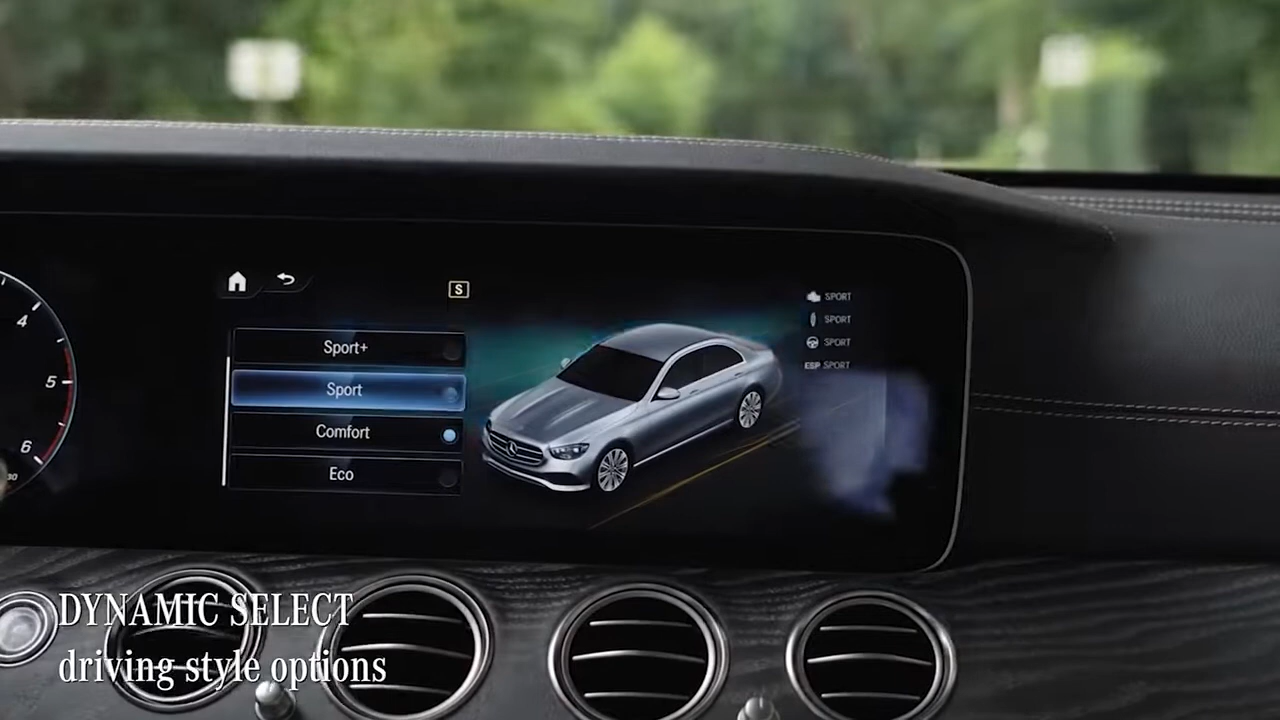 4
5
6
S
Sport+
Sport
Comfort
Eco
SPORT
SPORT
SPORT
ESP SPORT
DYNAMIC SELECT
driving style options